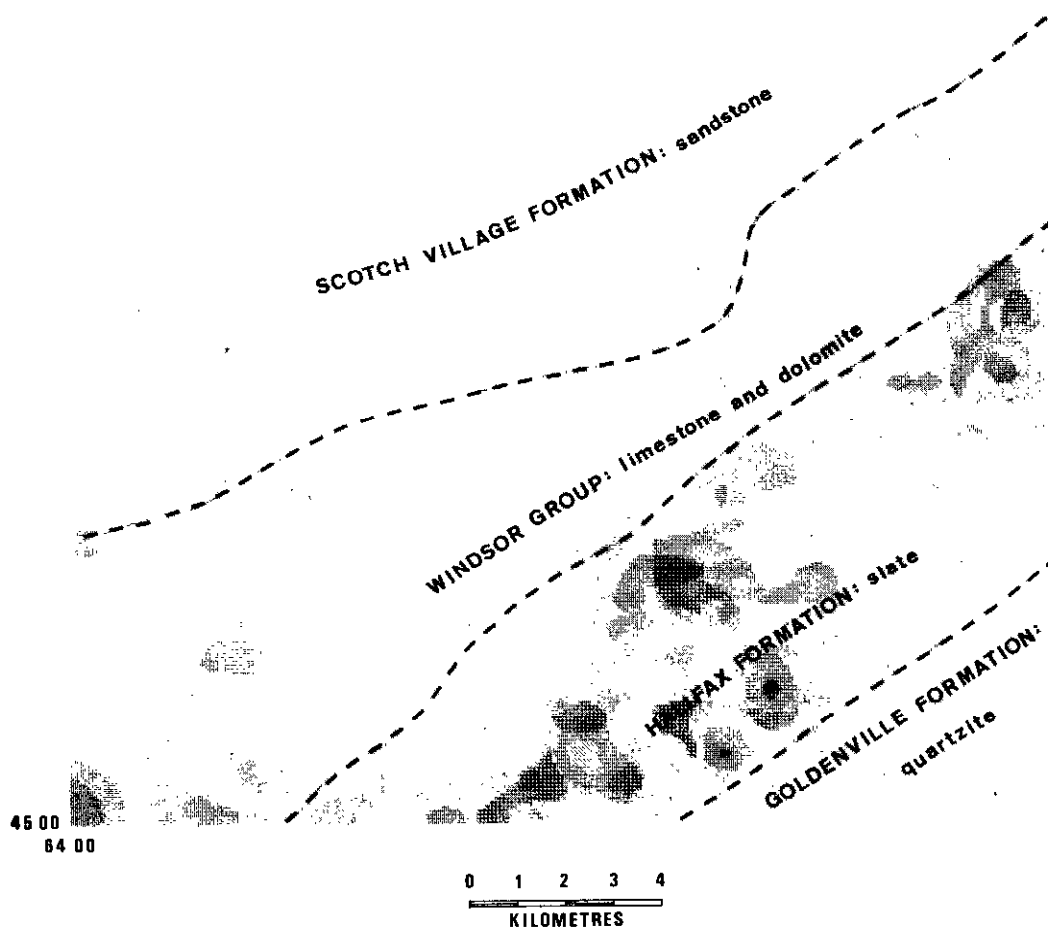 SCOTCH VILLAGE FORMATION: sandstone
WINDSOR GROUP: limestone and dolomite
HALIFAX FORMATION: slate
GOLDENVILLE FORMATION:
quartzite
45 00
64 00
0 1 2 3 4
KILOMETRES